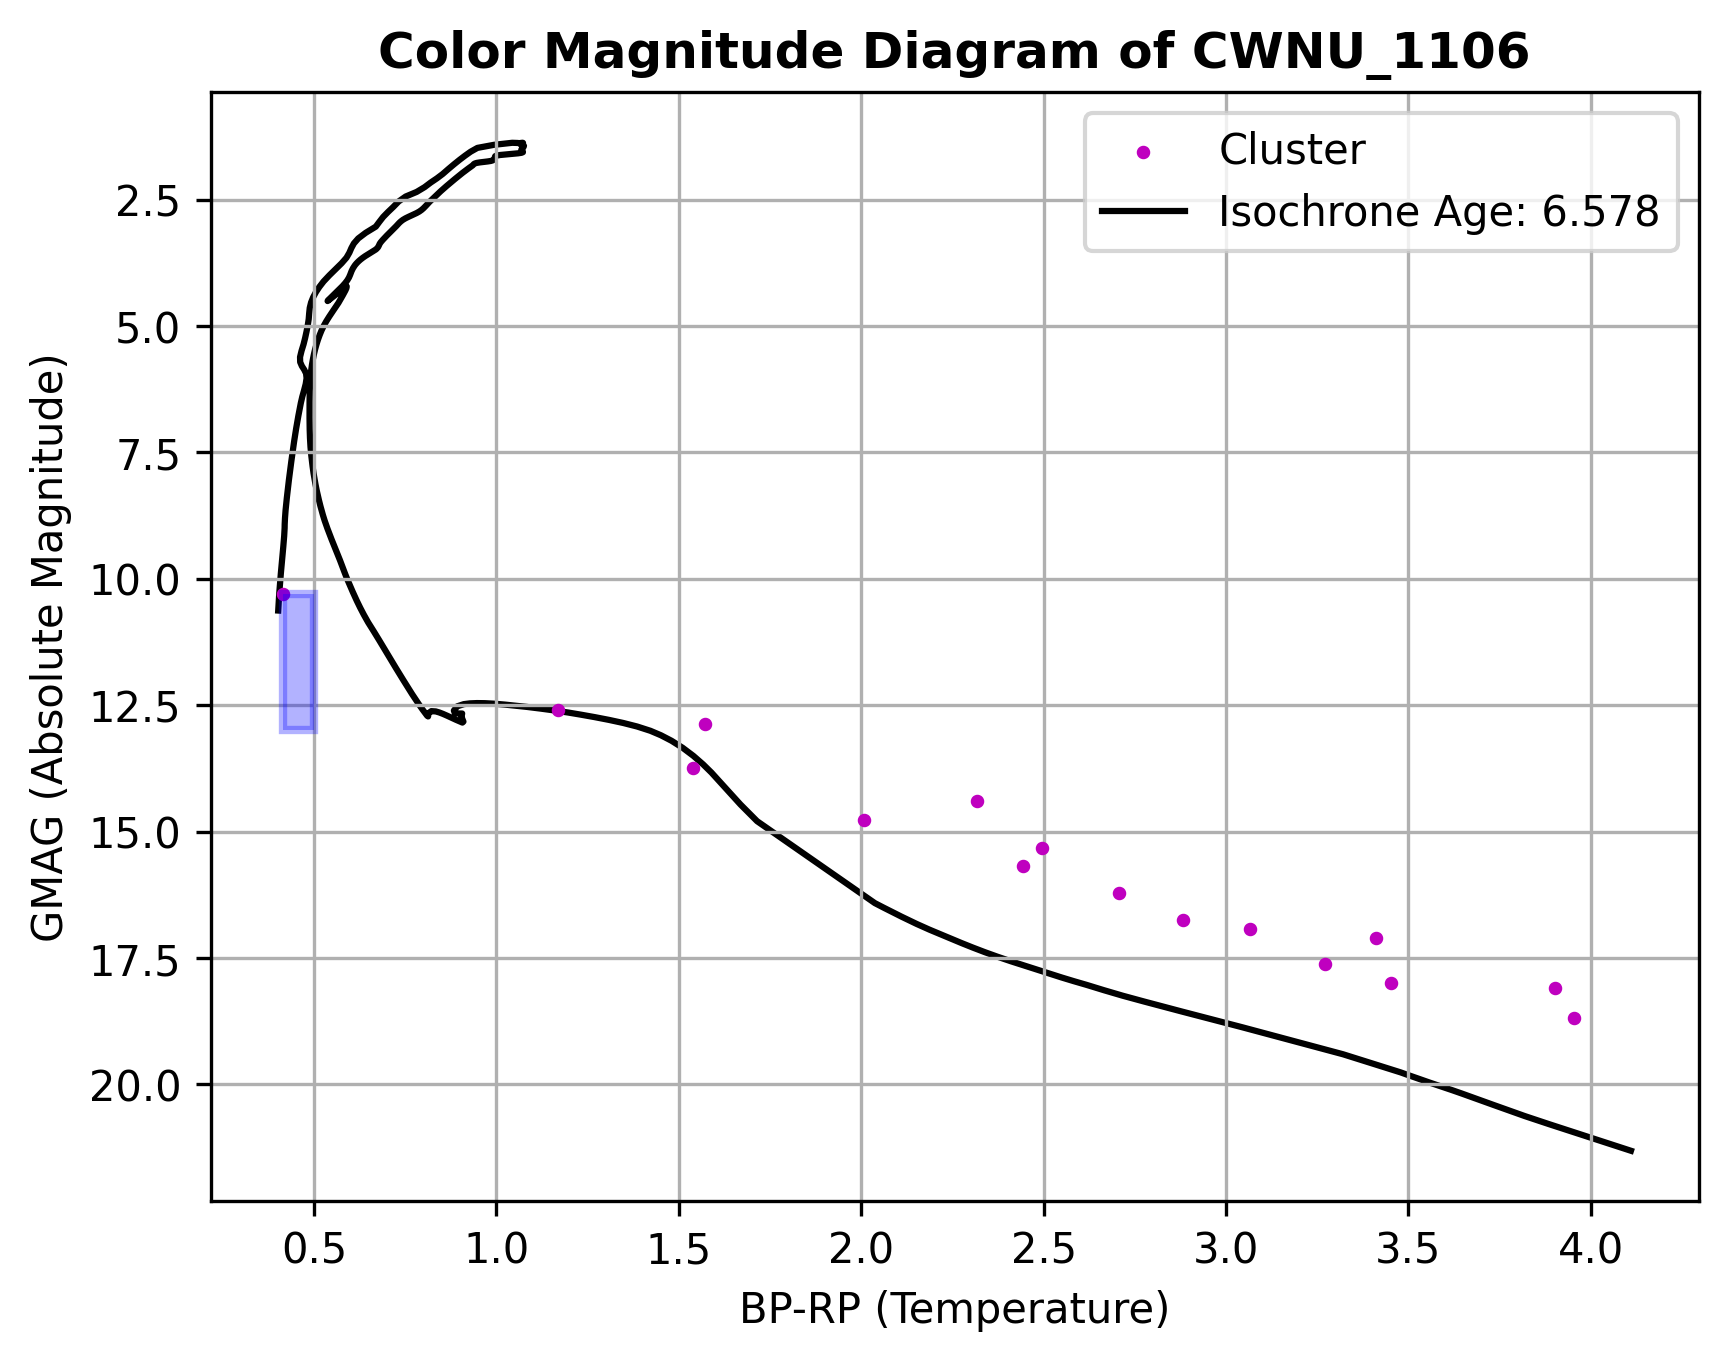 Color Magnitude Diagram of CWNU_1106
Cluster
Isochrone Age: 6.578
GMAG (Absolute Magnitude)
2.5
5.0
7.5
10.0
12.5
15.0
17.5
20.0
0.5 1.0 1.5 2.0 2.5 3.0 3.5 4.0
BP-RP (Temperature)